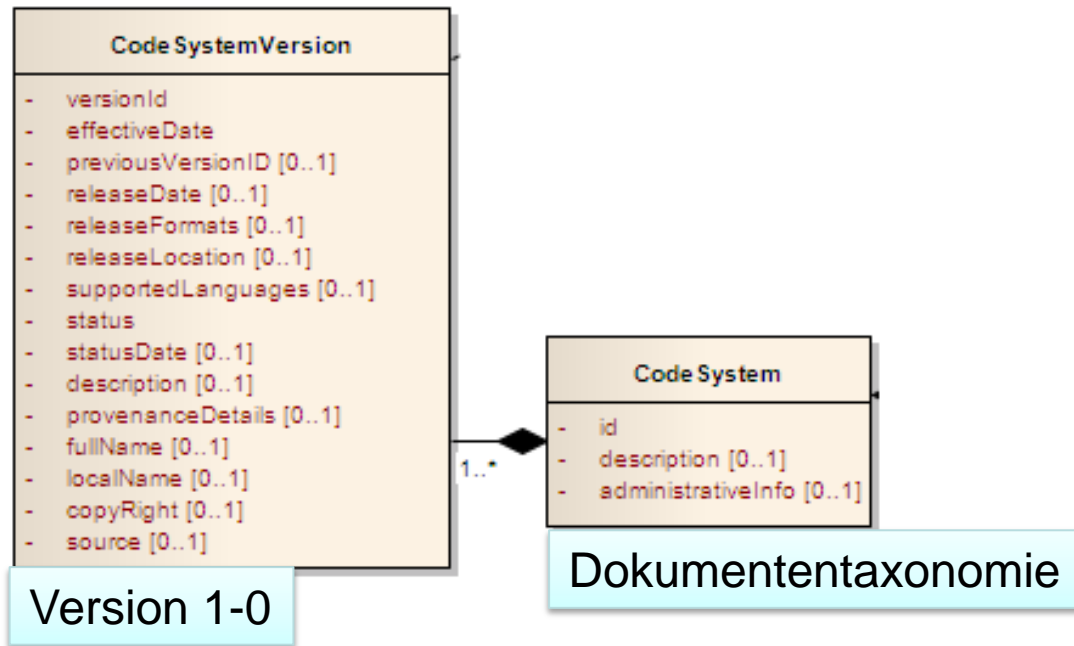 CodeSystemVersion
- versionId
- effectiveDate
- previousVersionID [0..1]
- releaseDate [0..1]
- releaseFormats [0..1]
- releaseLocation [0..1]
- supportedLanguages [0..1]
- status
- statusDate [0..1]
- description [0..1]
- provenanceDetails [0..1]
- fullName [0..1]
- localName [0..1]
- copyRight [0..1]
- source [0..1]
Version 1-0
1..*
CodeSystem
- id
- description [0..1]
- administrativeInfo [0..1]
Dokumententaxonomie